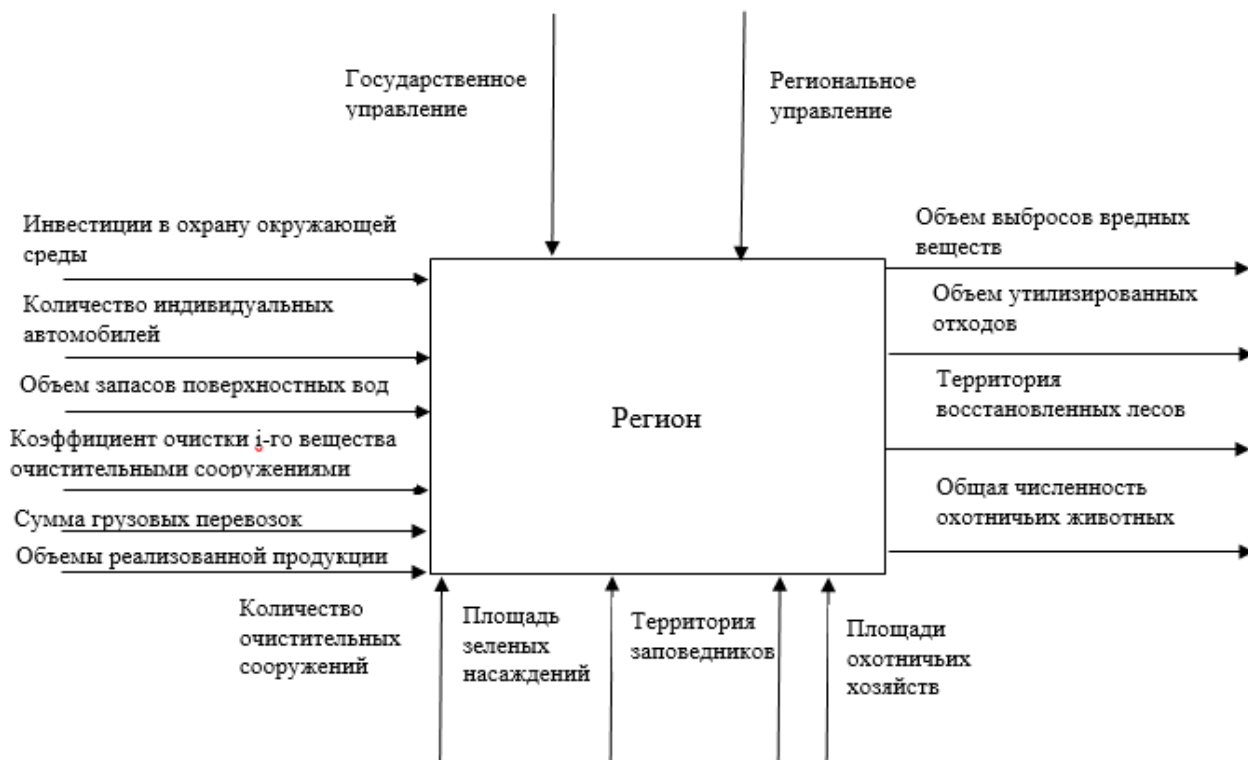 Государственное
управление
Региональное
управление
Инвестиции в охрану окружающей
среды
Количество индивидуальных
автомобилей
Объем запасов поверхностных вод
Коэффициент очистки i-го вещества
очистительными сооружениями
Сумма грузовых перевозок
Объемы реализованной продукции
Регион
Объем выбросов вредных
веществ
Объем утилизированных
отходов
Территория
восстановленных лесов
Общая численность
охотничьих животных
Количество
очистительных
сооружений
Площадь
зеленых
насаждений
Территория
заповедников
Площади
охотничьих
хозяйств